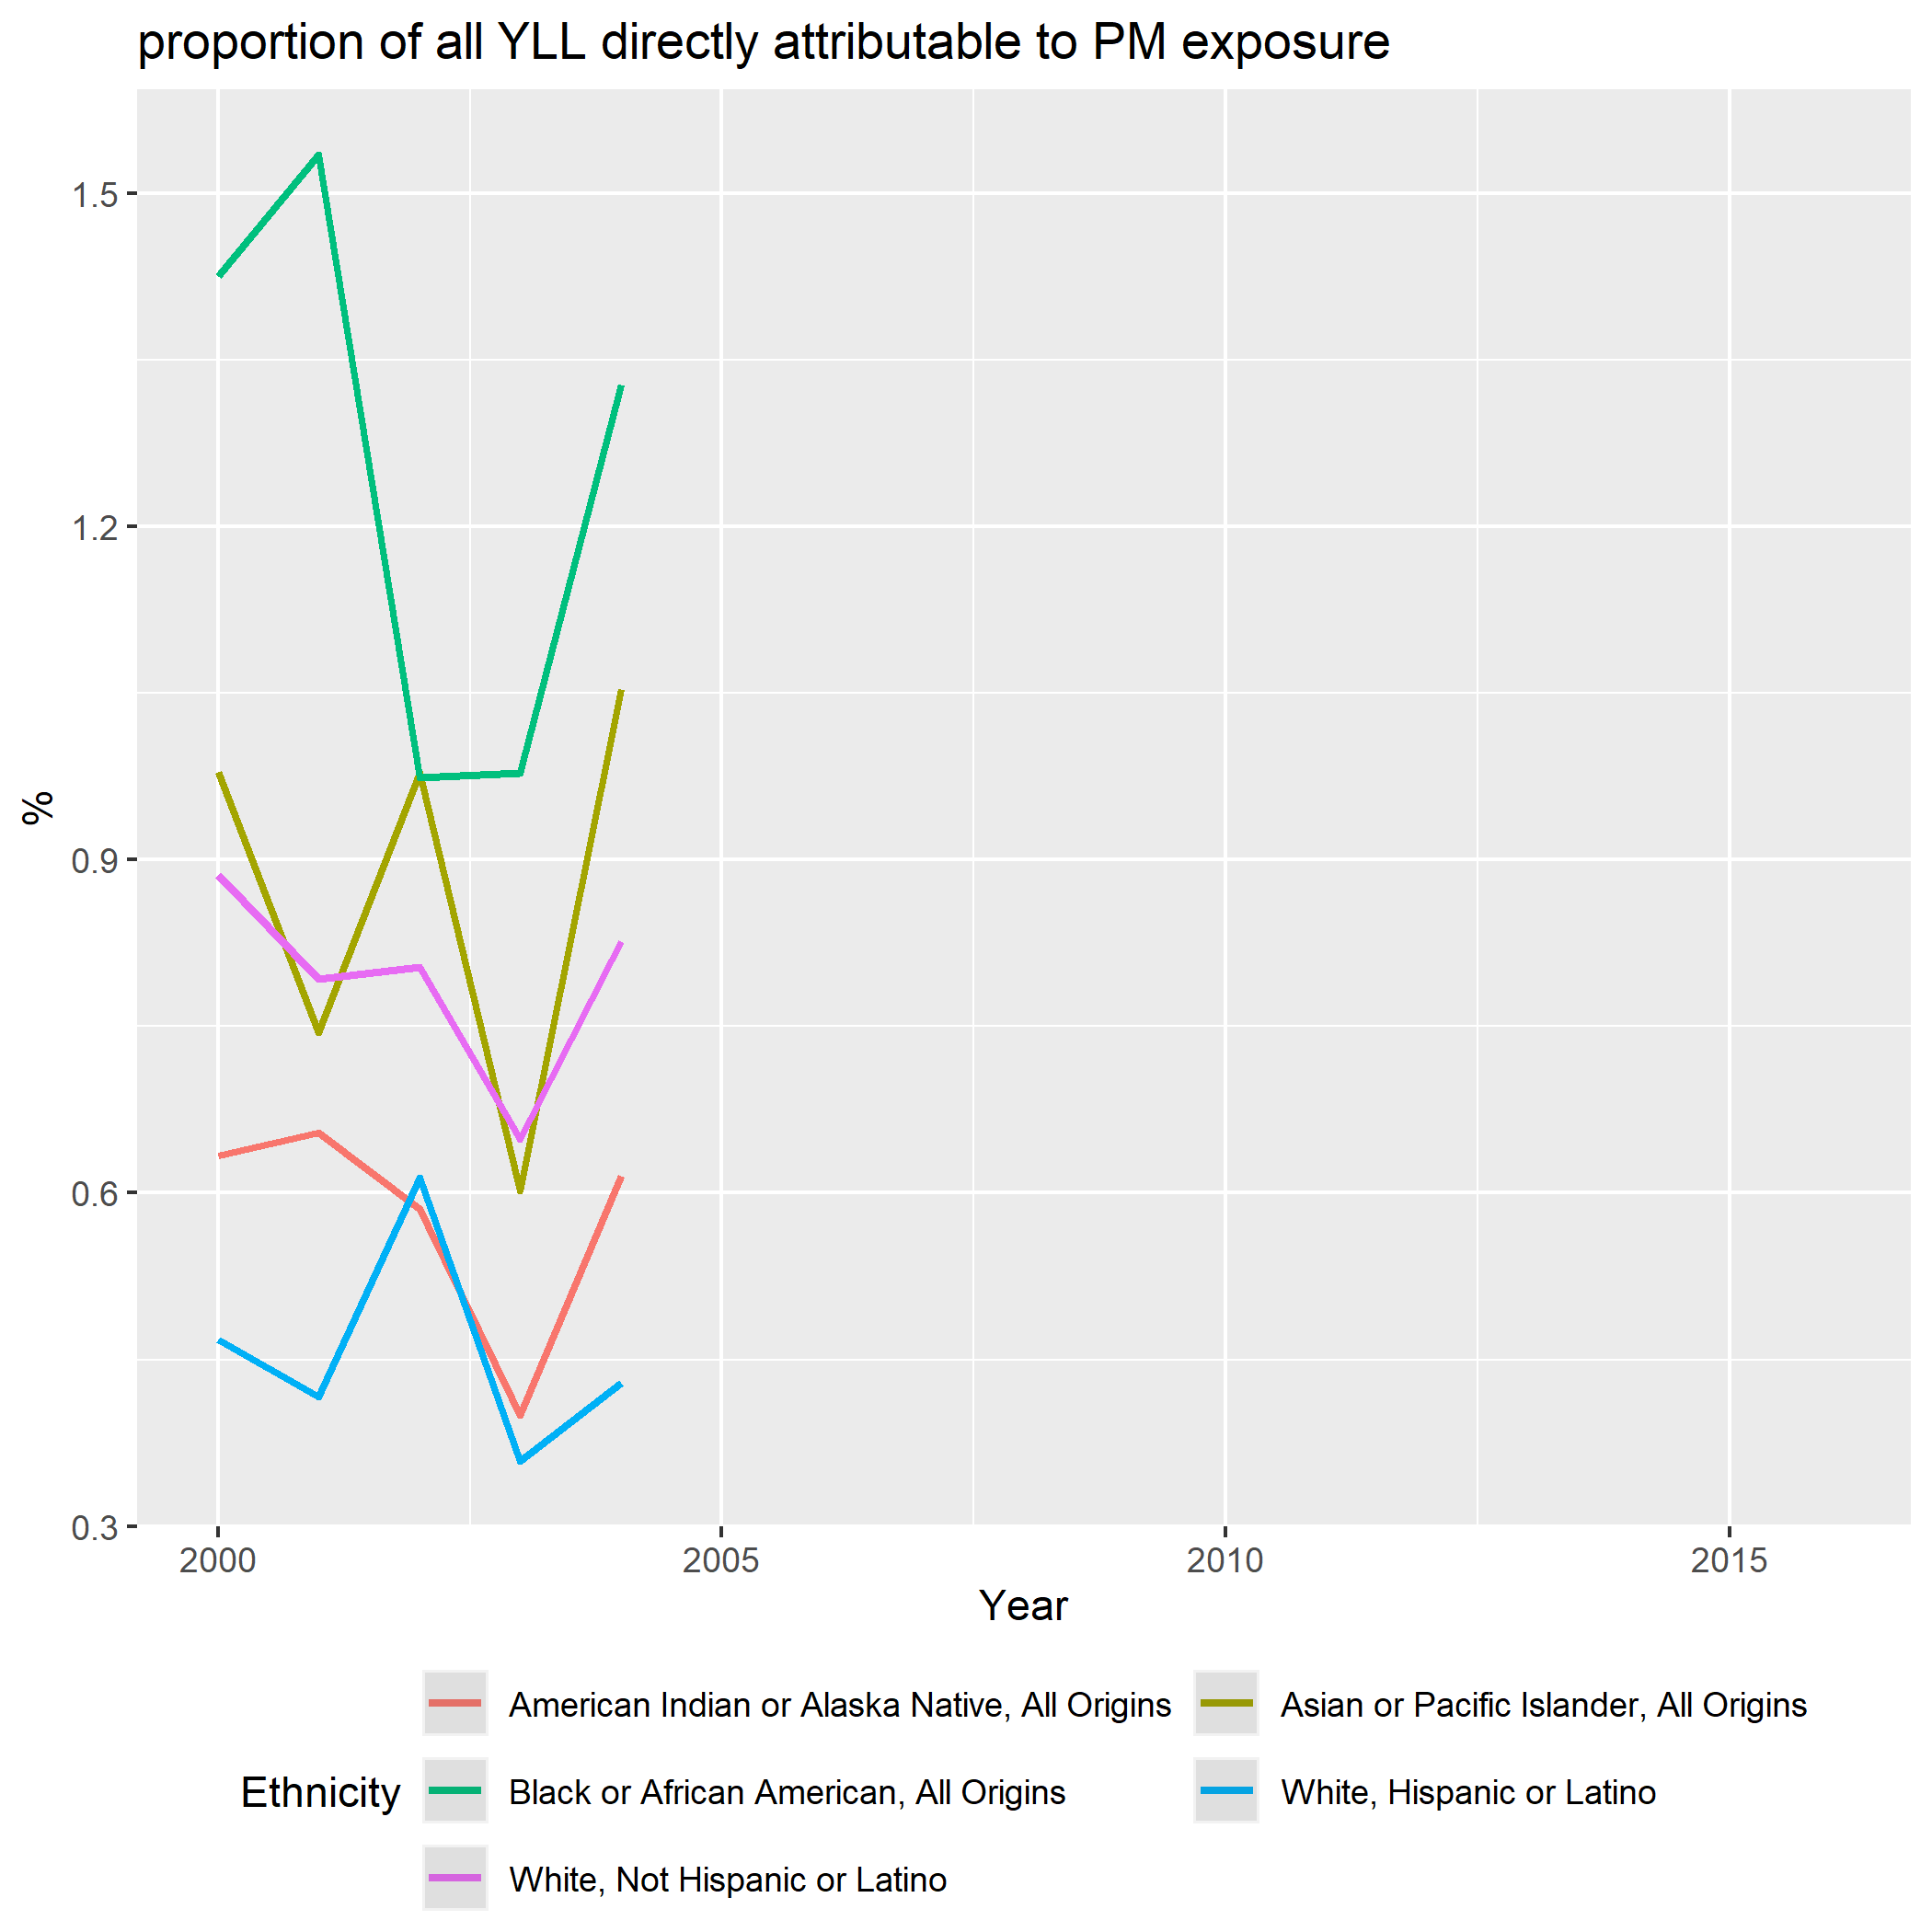 proportion of all YLL directly attributable to PM exposure
1.5
1.2
0.9
0.6
0.3
%
2000 2005 2010 2015
Year
Ethnicity
American Indian or Alaska Native, All Origins
Asian or Pacific Islander, All Origins
Black or African American, All Origins
White, Hispanic or Latino
White, Not Hispanic or Latino